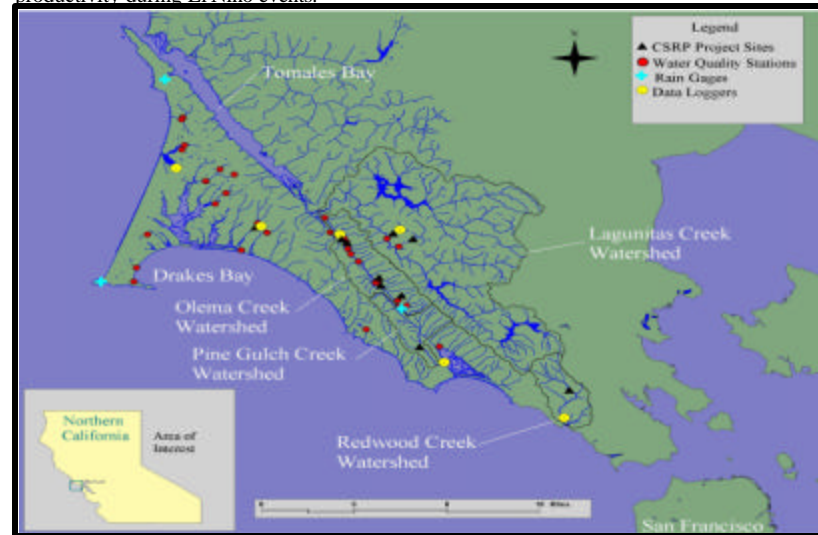 productivity during El Niño events.
Legend
CSRP Project Sites
Water Quality Stations
Rain Gages
Data Loggers
Tomales Bay
Lagunitas Creek
Watershed
Drakes Bay
Olema Creek
Watershed
Pine Gulch Creek
Watershed
Northern
California
Area of
Interest
Redwood Creek
Watershed
San Francisco